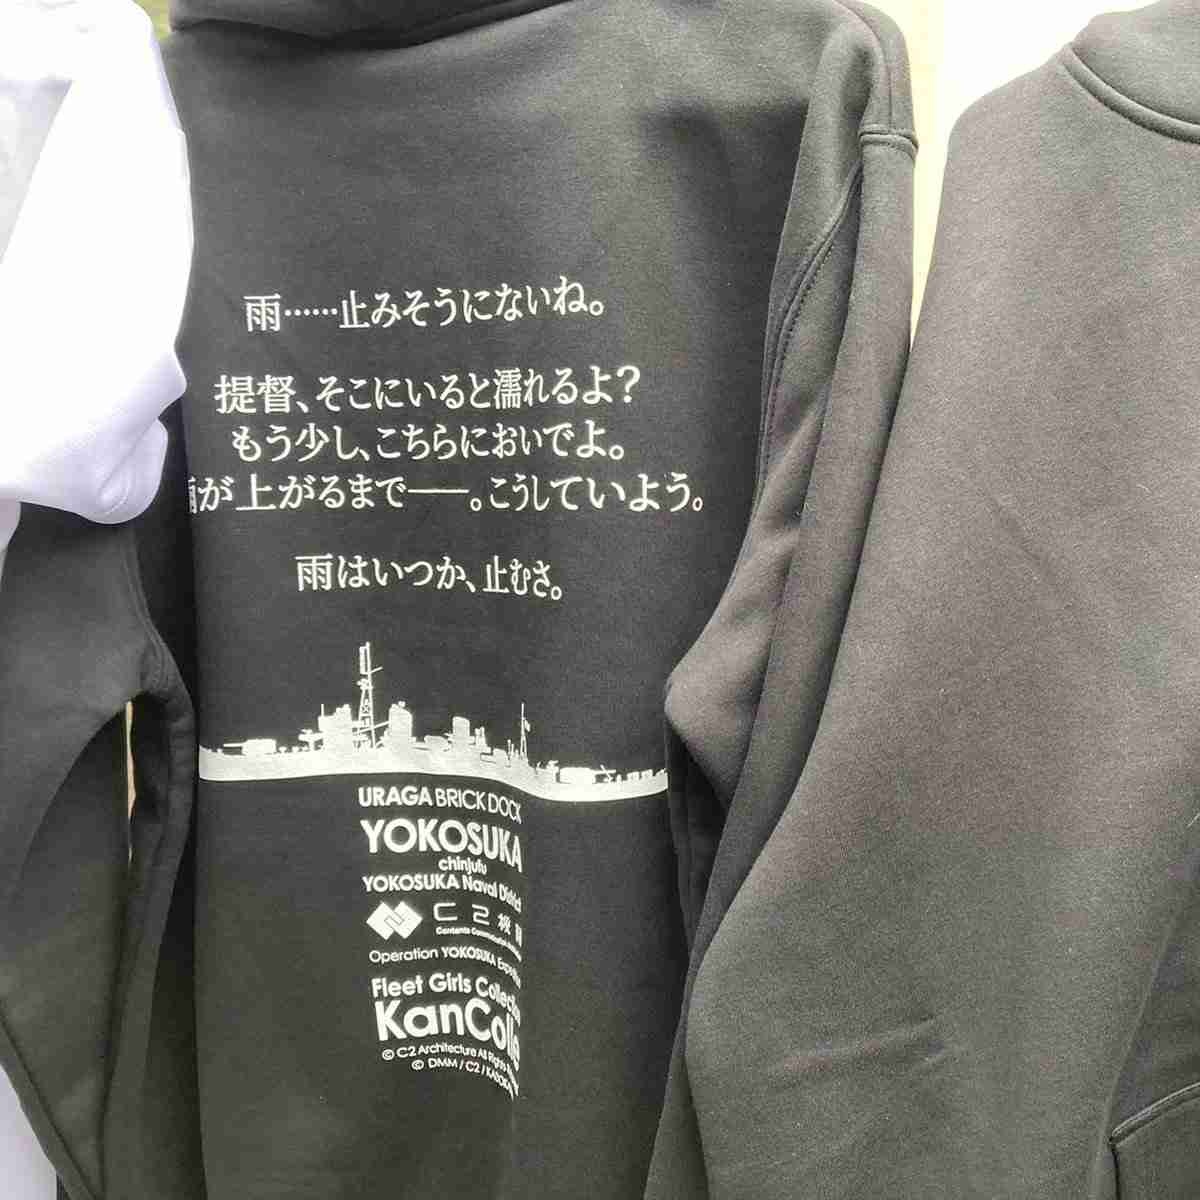 雨……止みそうにないね。
提督、そこにいると濡れるよ?
もう少し、こちらにおいでよ。
雨が上がるまで――。こうしていよう。
雨はいつか、止むさ。
URAGA BRICK DOCK
YOKOSUKA
chinjufu
YOKOSUKA Naval District
C2機関
Operation YOKOSUKA
Fleet Girls Collection
KanColle
© C2 Architecture All Rights
© DMM / C2 /